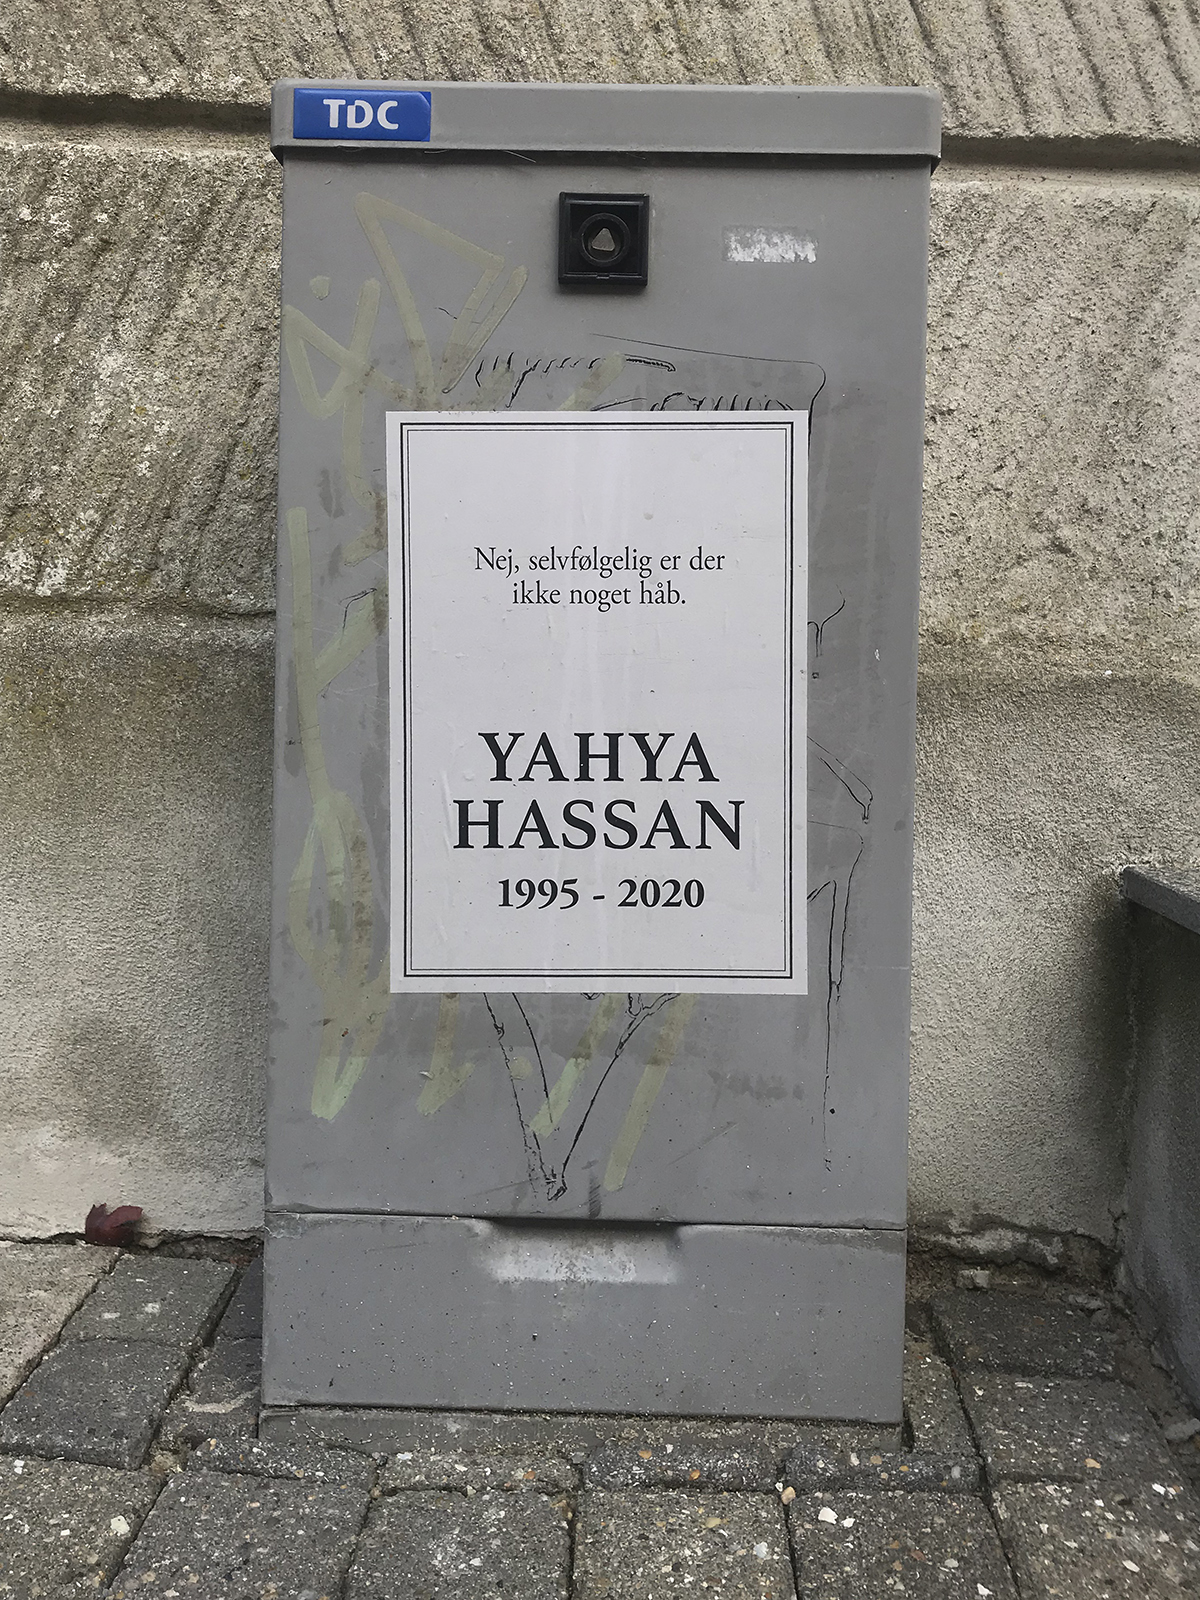 TDC
Nej, selvfølgelig er der
ikke noget håb.
YAHYA
HASSAN
1995 - 2020